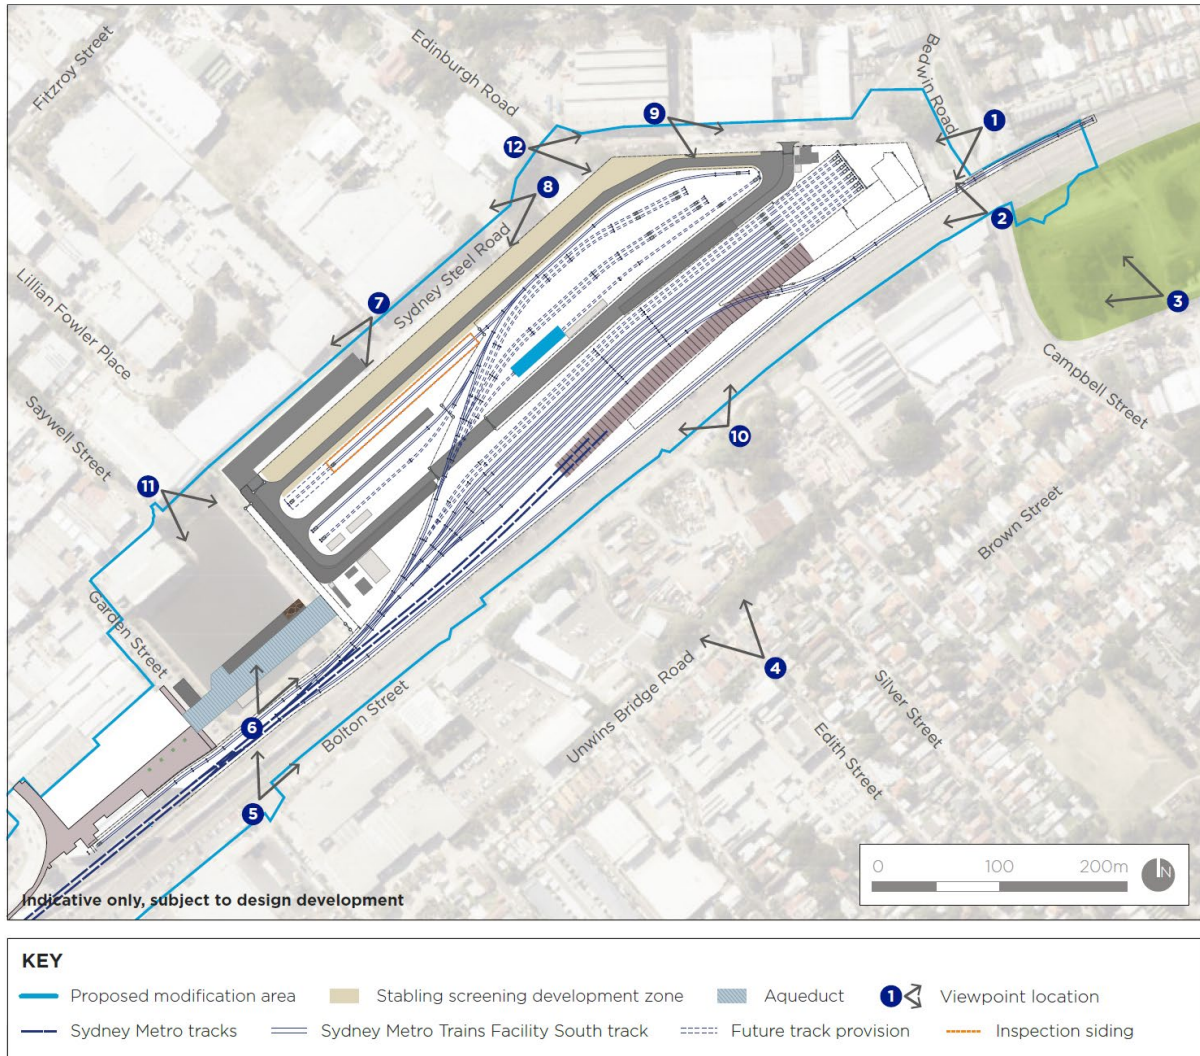 Fitzroy Street
Edinburgh Road
Bedwin Road
9
1
12
8
2
Sydney Steel Road
7
3
Lillian Fowler Place
Campbell Street
Saywell Street
10
11
Brown Street
Garden Street
4
Unwins Bridge Road
Silver Street
6
Bolton Street
Edith Street
5
0 100 200m
N
Indicative only, subject to design development
KEY
Proposed modification area Stabling screening development zone Aqueduct 1 Viewpoint location
Sydney Metro tracks Sydney Metro Trains Facility South track Future track provision Inspection siding